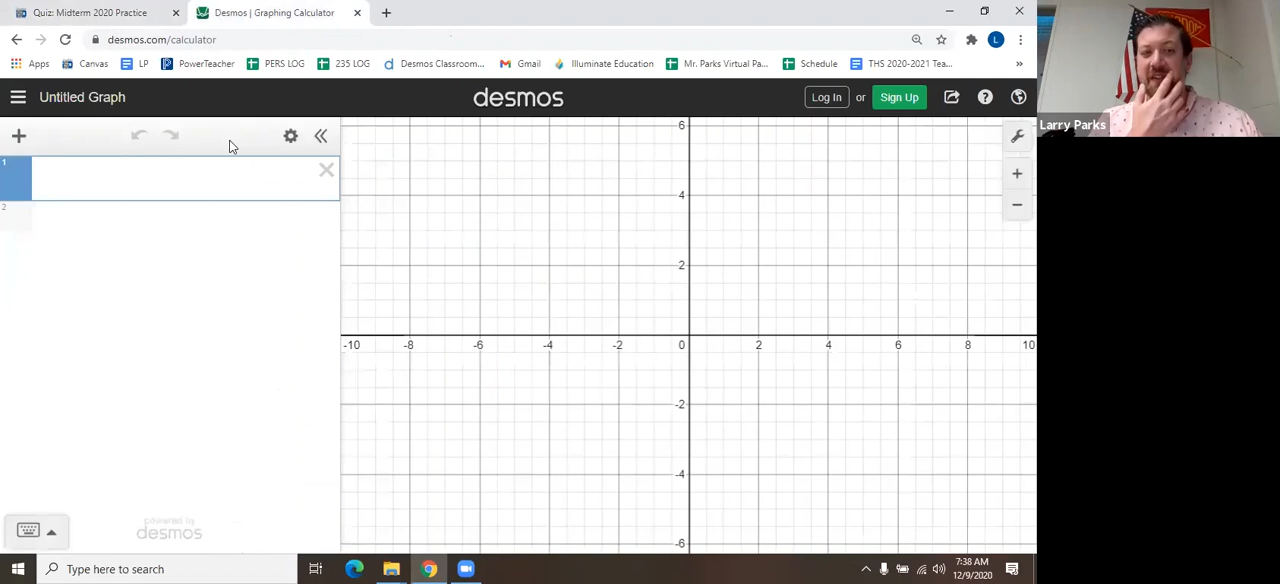 Quiz: Midterm 2020 Practice
Desmos | Graphing Calculator
desmos.com/calculator
L
Apps
Canvas
LP
PowerTeacher
PERS LOG
235 LOG
Desmos Classroom...
Gmail
Illuminate Education
Mr. Parks Virtual Pa...
Schedule
THS 2020-2021 Tea...
»
Untitled Graph
desmos
Log In or Sign Up
Larry Parks
1
2
6
4
2
-10 -8 -6 -4 -2 0 2 4 6 8 10
-2
-4
-6
powered by
desmos
Type here to search
7:38 AM
12/9/2020